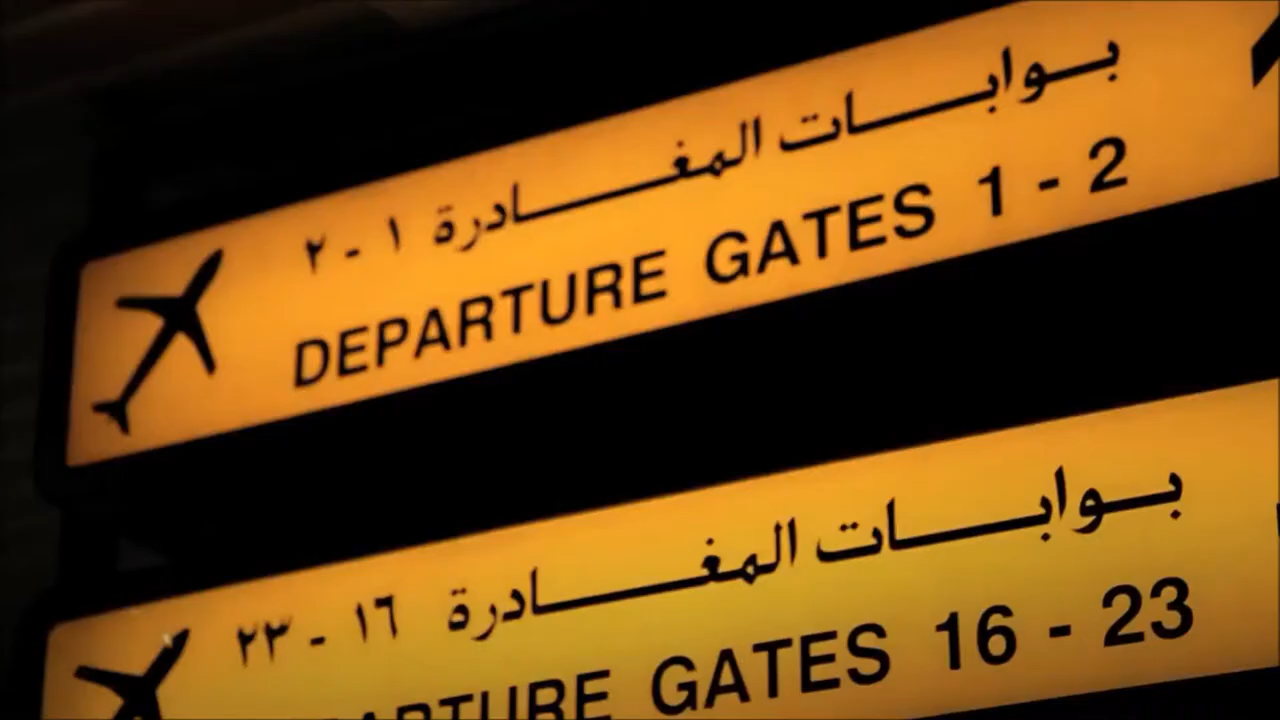 بوابات المغادرة ١ - ٢
DEPARTURE GATES 1 - 2
بوابات المغادرة ١٦ - ٢٣
GATES 16 - 23